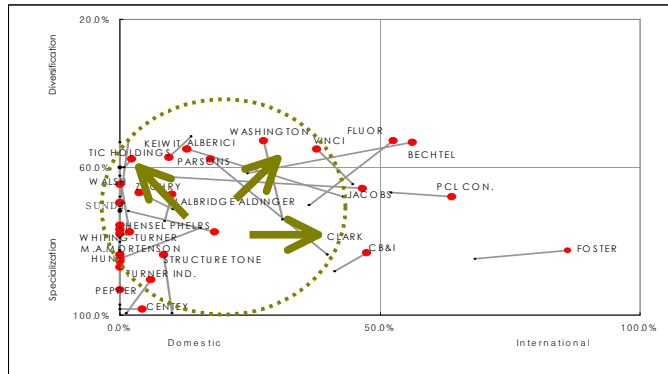 20.0%
Diversification
FLUOR
WASHINGTON
VINCI
KEIWIT ALBERICI
BECHTEL
TIC HOLDINGS
PARSONS
60.0%
WALSH
ZACHRY
JACOBS
PCL CON.
WALBRIDGE ALDINGER
SUNDT
HENSEL PHELPS
WHITING-TURNER
CLARK
M.A.MORTENSON
CB&I
FOSTER
HUNT
STRUCTURE TONE
TURNER IND.
Specialization
PEPPER
CENTEX
100.0%
0.0%
50.0%
100.0%
Domestic
International